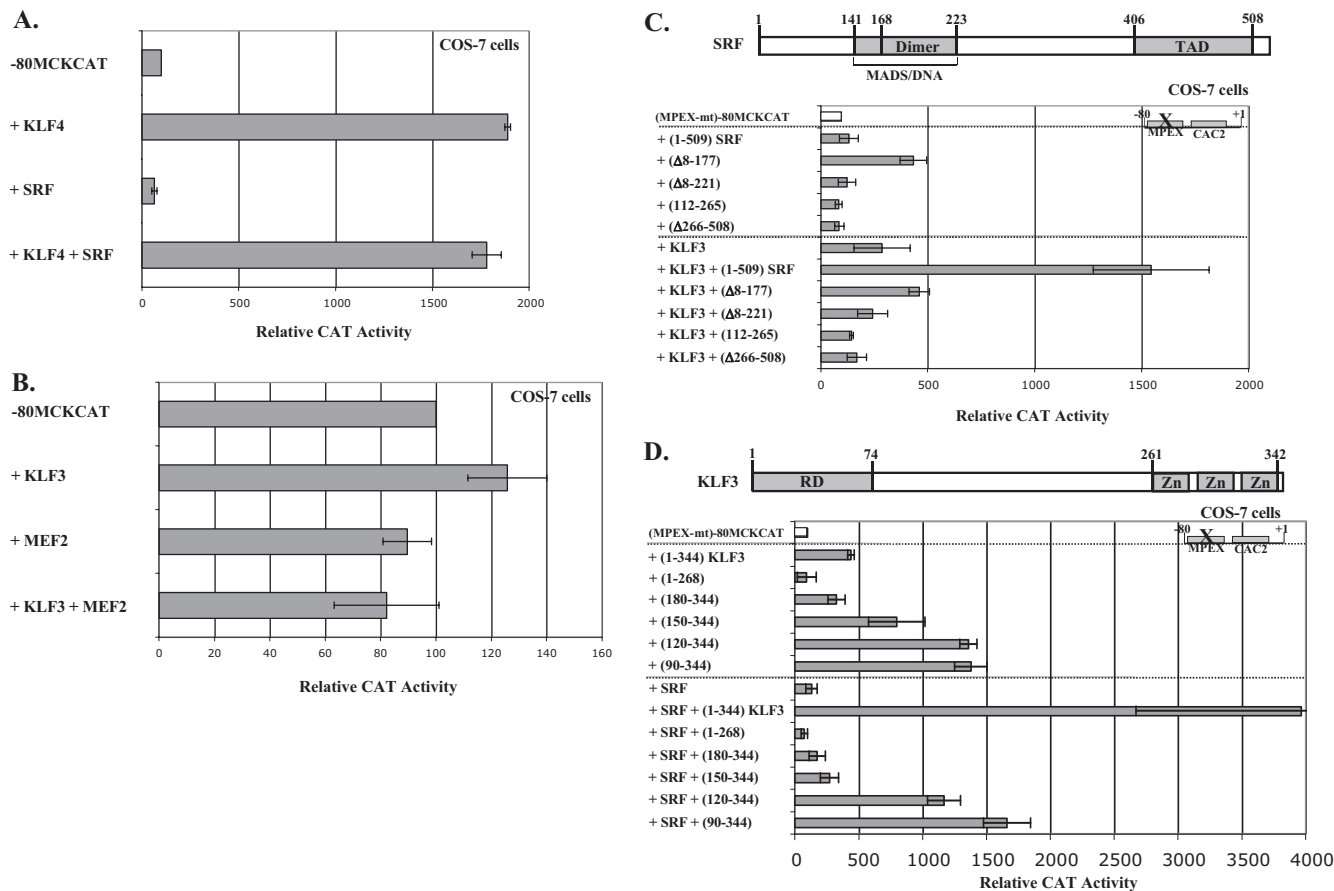 A.
COS-7 cells
-80MCKCAT
+ KLF4
+ SRF
+ KLF4 + SRF
0 500 1000 1500 2000
Relative CAT Activity
B.
COS-7 cells
-80MCKCAT
+ KLF3
+ MEF2
+ KLF3 + MEF2
0 20 40 60 80 100 120 140 160
Relative CAT Activity
C.
1 141 168 223 406 508
SRF Dimer TAD
MADS/DNA
COS-7 cells
(MPEX-mt)-80MCKCAT
-80 X +1
MPEX CAC2
+ (1-509) SRF
+ (Δ8-177)
+ (Δ8-221)
+ (112-265)
+ (Δ266-508)
+ KLF3
+ KLF3 + (1-509) SRF
+ KLF3 + (Δ8-177)
+ KLF3 + (Δ8-221)
+ KLF3 + (112-265)
+ KLF3 + (Δ266-508)
0 500 1000 1500 2000
Relative CAT Activity
D.
1 74 261 342
KLF3 RD Zn Zn Zn
COS-7 cells
(MPEX-mt)-80MCKCAT
-80 X +1
MPEX CAC2
+ (1-344) KLF3
+ (1-268)
+ (180-344)
+ (150-344)
+ (120-344)
+ (90-344)
+ SRF
+ SRF + (1-344) KLF3
+ SRF + (1-268)
+ SRF + (180-344)
+ SRF + (150-344)
+ SRF + (120-344)
+ SRF + (90-344)
0 500 1000 1500 2000 2500 3000 3500 4000
Relative CAT Activity